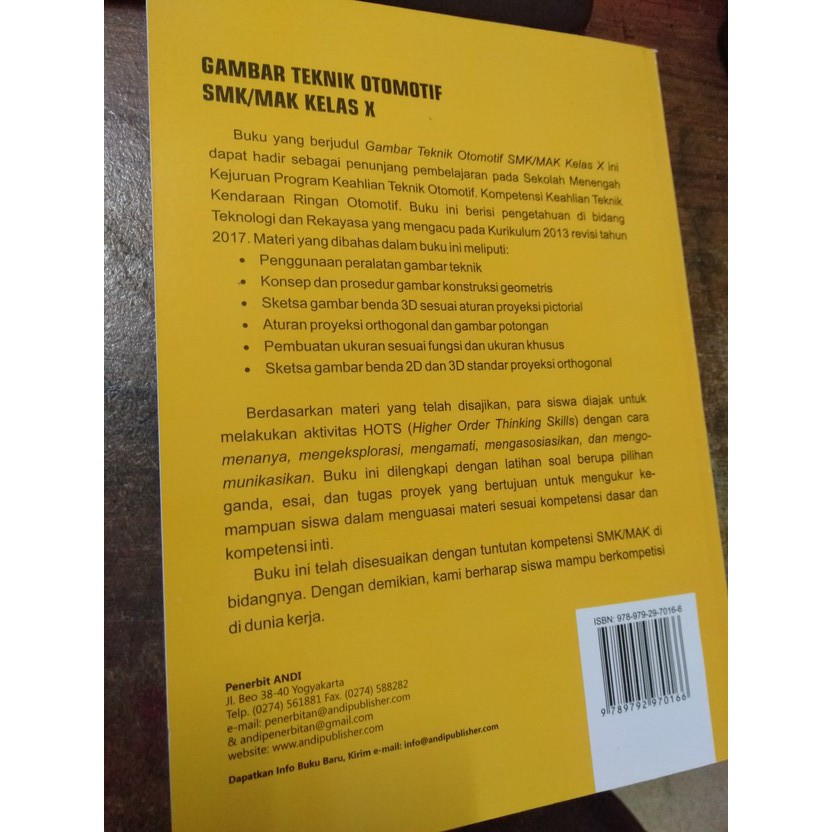 GAMBAR TEKNIK OTOMOTIF
SMK/MAK KELAS X
Buku yang berjudul Gambar Teknik Otomotif SMK/MAK Kelas X ini
dapat hadir sebagai penunjang pembelajaran pada Sekolah Menengah
Kejuruan Program Keahlian Teknik Otomotif. Kompetensi Keahlian Teknik
Kendaraan Ringan Otomotif. Buku ini berisi pengetahuan di bidang
Teknologi dan Rekayasa yang mengacu pada Kurikulum 2013 revisi tahun
2017. Materi yang dibahas dalam buku ini meliputi:
• Penggunaan peralatan gambar teknik
• Konsep dan prosedur gambar konstruksi geometris
• Sketsa gambar benda 3D sesuai aturan proyeksi pictorial
• Aturan proyeksi orthogonal dan gambar potongan
• Pembuatan ukuran sesuai fungsi dan ukuran khusus
• Sketsa gambar benda 2D dan 3D standar proyeksi orthogonal
Berdasarkan materi yang telah disajikan, para siswa diajak untuk
melakukan aktivitas HOTS (Higher Order Thinking Skills) dengan cara
menanya, mengeksplorasi, mengamati, mengasosiasikan, dan mengo-
munikasikan. Buku ini dilengkapi dengan latihan soal berupa pilihan
ganda, esai, dan tugas proyek yang bertujuan untuk mengukur ke-
mampuan siswa dalam menguasai materi sesuai kompetensi dasar dan
kompetensi inti.
Buku ini telah disesuaikan dengan tuntutan kompetensi SMK/MAK di
bidangnya. Dengan demikian, kami berharap siswa mampu berkompetisi
di dunia kerja.
Penerbit ANDI
Jl. Beo 38-40 Yogyakarta
Telp. (0274) 561881 Fax. (0274) 588282
e-mail: penerbitan@andipublisher.com
& andipenerbitan@gmail.com
website: www.andipublisher.com
Dapatkan Info Buku Baru, Kirim e-mail: info@andipublisher.com
ISBN: 978-979-29-7016-6
9 789792 970166